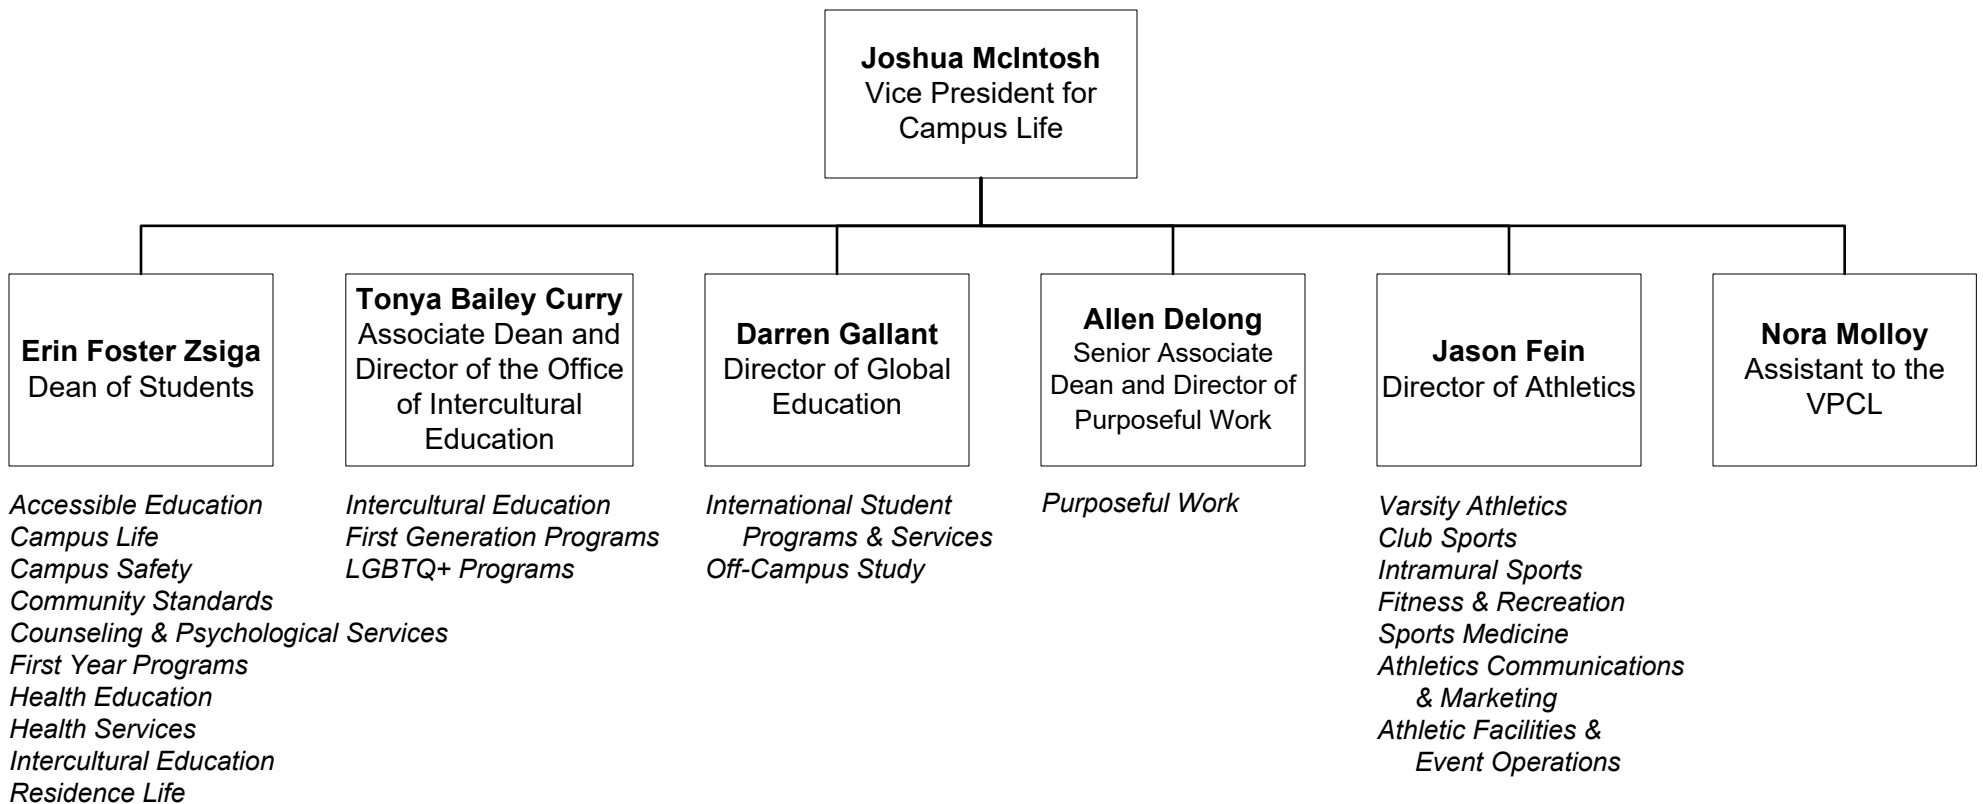 Joshua McIntosh
Vice President for
Campus Life
Erin Foster Zsiga
Dean of Students
Tonya Bailey Curry
Associate Dean and
Director of the Office
of Intercultural
Education
Darren Gallant
Director of Global
Education
Allen Delong
Senior Associate
Dean and Director of
Purposeful Work
Jason Fein
Director of Athletics
Nora Molloy
Assistant to the
VPCL
Accessible Education
Campus Life
Campus Safety
Community Standards
Counseling & Psychological Services
First Year Programs
Health Education
Health Services
Intercultural Education
Residence Life
Intercultural Education
First Generation Programs
LGBTQ+ Programs
International Student
Programs & Services
Off-Campus Study
Purposeful Work
Varsity Athletics
Club Sports
Intramural Sports
Fitness & Recreation
Sports Medicine
Athletics Communications
& Marketing
Athletic Facilities &
Event Operations